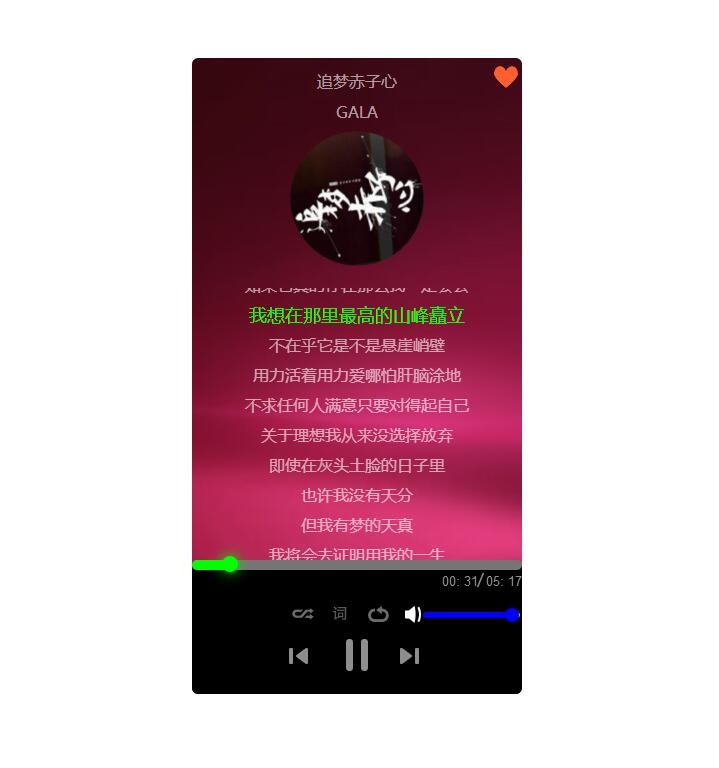 追梦赤子心
GALA
追梦赤子心
我想在那里最高的山峰矗立
不在乎它是不是悬崖峭壁
用力活着用力爱哪怕肝脑涂地
不求任何人满意只要对得起自己
关于理想我从来没选择放弃
即使在灰头土脸的日子里
也许我没有天分
但我有梦的天真
我将会去证明用我的一生
00: 31/ 05: 17
词